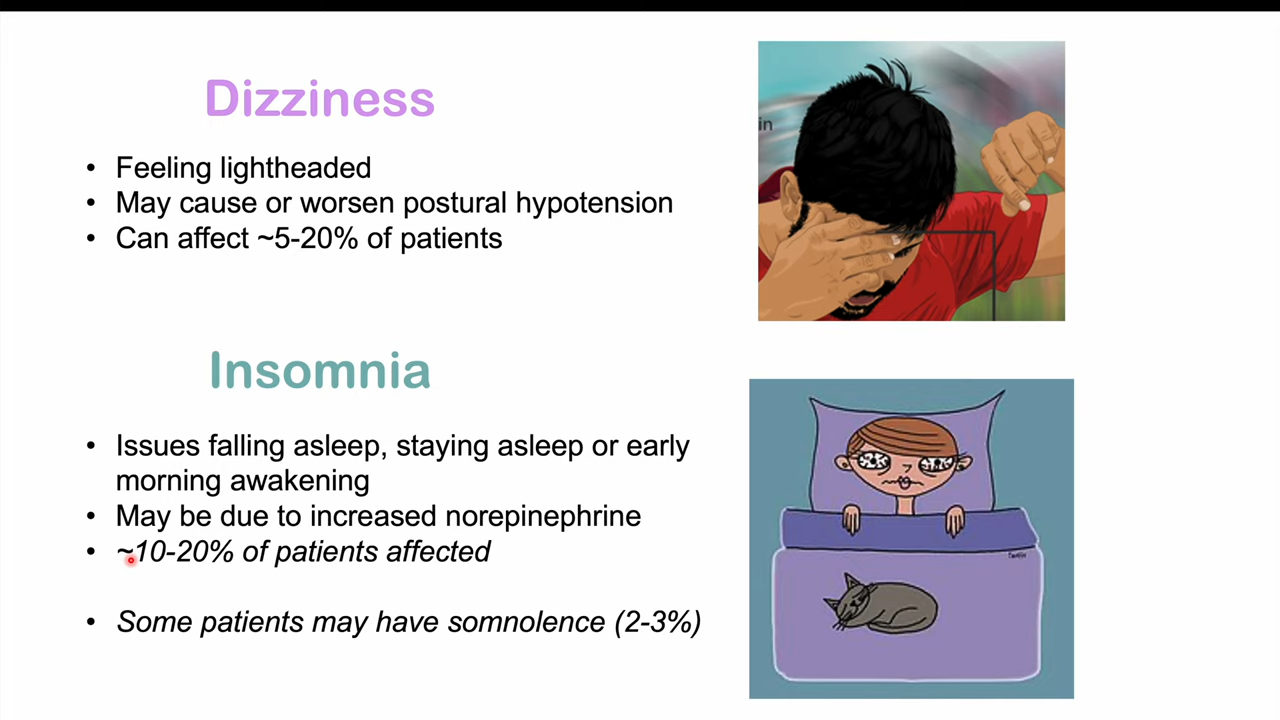 Dizziness
• Feeling lightheaded
• May cause or worsen postural hypotension
• Can affect ~5-20% of patients
in
Insomnia
• Issues falling asleep, staying asleep or early
morning awakening
• May be due to increased norepinephrine
• ~10-20% of patients affected
• Some patients may have somnolence (2-3%)